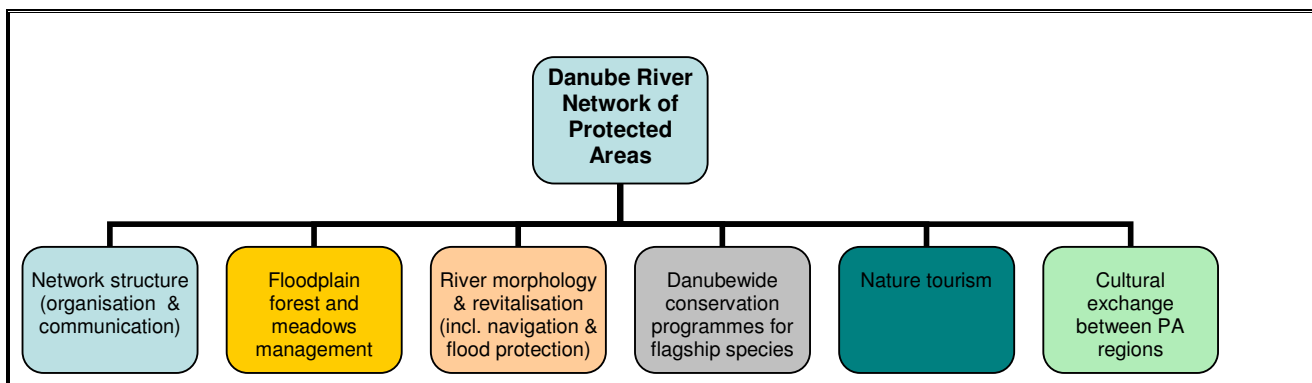 Danube River
Network of
Protected
Areas
Network structure
(organisation & 
communication)
Floodplain
forest and
meadows
management
River morphology
& revitalisation
(incl. navigation &
flood protection)
Danubewide
conservation
programmes for
flagship species
Nature tourism
Cultural
exchange
between PA
regions